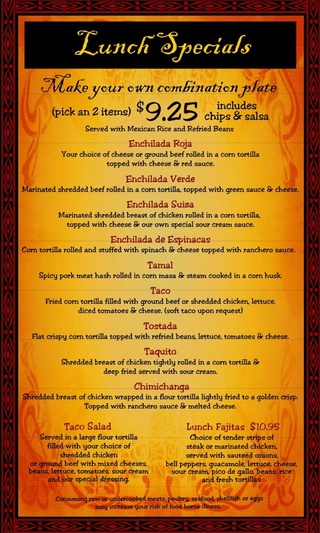 Lunch Specials
Make your own combination plate
(pick an 2 items) $9.25 includes chips & salsa
Served with Mexican Rice and Refried Beans
Enchilada Roja
Your choice of cheese or ground beef rolled in a corn tortilla
topped with cheese & red sauce.
Enchilada Verde
Marinated shredded beef rolled in a corn tortilla, topped with green sauce & cheese.
Enchilada Suiza
Marinated shredded breast of chicken rolled in a corn tortilla,
topped with cheese & our own special sour cream sauce.
Enchilada de Espinacas
Corn tortilla rolled and stuffed with spinach & cheese topped with ranchero sauce.
Tamal
Spicy pork meat hash rolled in corn masa & steam cooked in a corn husk.
Taco
Fried corn tortilla filled with ground beef or shredded chicken, lettuce,
diced tomatoes & cheese. (soft taco upon request)
Tostada
Flat crispy corn tortilla topped with refried beans, lettuce, tomatoes & cheese.
Taquito
Shredded breast of chicken tightly rolled in a corn tortilla &
deep fried served with sour cream.
Chimichanga
Shredded breast of chicken wrapped in a flour tortilla lightly fried to a golden crisp.
Topped with ranchero sauce & melted cheese.
Taco Salad
Served in a large flour tortilla
filled with your choice of
shredded chicken
or ground beef with mixed cheeses,
beans, lettuce, tomatoes, sour cream
and our special dressing.
Lunch Fajitas $10.95
Choice of tender strips of
steak or marinated chicken,
served with sauteed onions,
bell peppers, guacamole, lettuce, cheese,
sour cream, pico de gallo, beans, rice
and fresh tortillas
Consuming raw or undercooked meats, poultry, seafood, shellfish or eggs
may increase your risk of food borne illness.